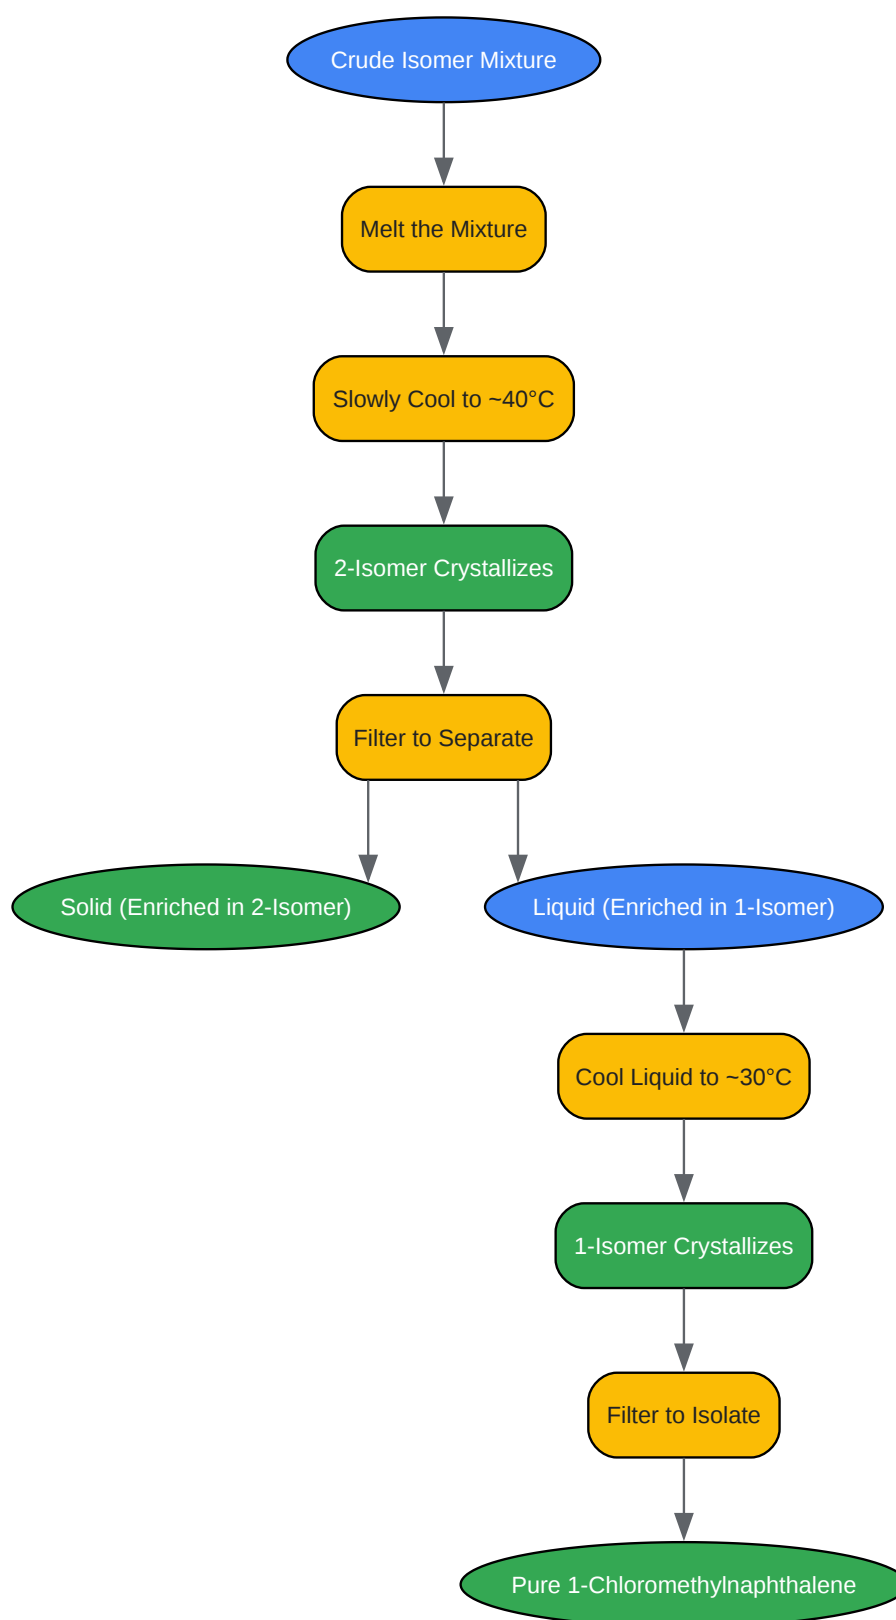 Crude Isomer Mixture
Melt the Mixture
Slowly Cool to ~40°C
2-Isomer Crystallizes
Filter to Separate
Solid (Enriched in 2-Isomer)
Liquid (Enriched in 1-Isomer)
Cool Liquid to ~30°C
1-Isomer Crystallizes
Filter to Isolate
Pure 1-Chloromethylnaphthalene